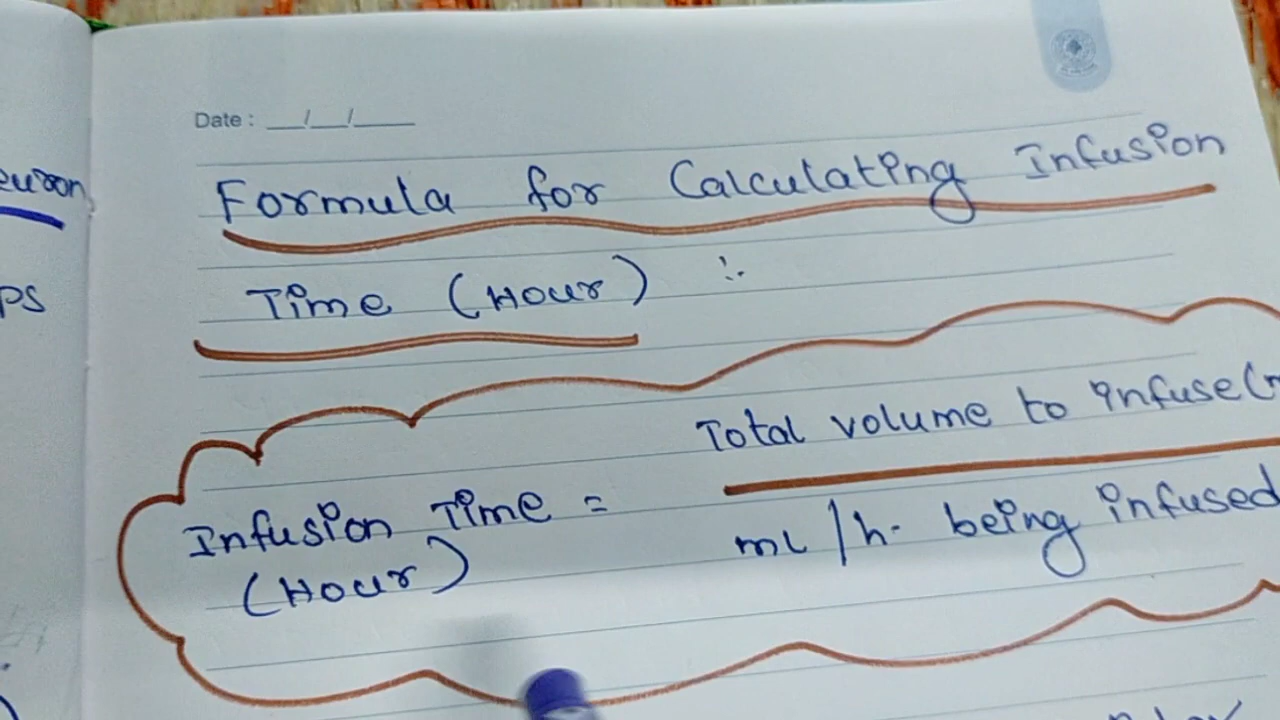 Date : __/__/____
Formula for Calculating Infusion
Time (Hour) :-
Total volume to infuse (
Infusion Time =
mL/h. being infused
(Hour)
PS